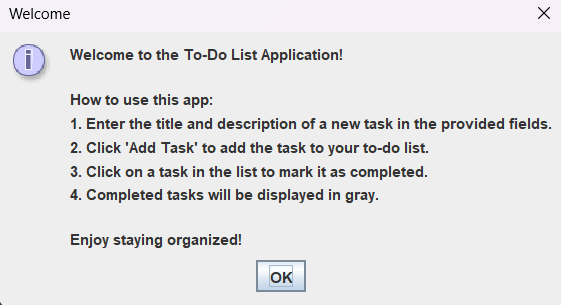 Welcome
Welcome to the To-Do List Application!
How to use this app:
1. Enter the title and description of a new task in the provided fields.
2. Click 'Add Task' to add the task to your to-do list.
3. Click on a task in the list to mark it as completed.
4. Completed tasks will be displayed in gray.
Enjoy staying organized!
OK